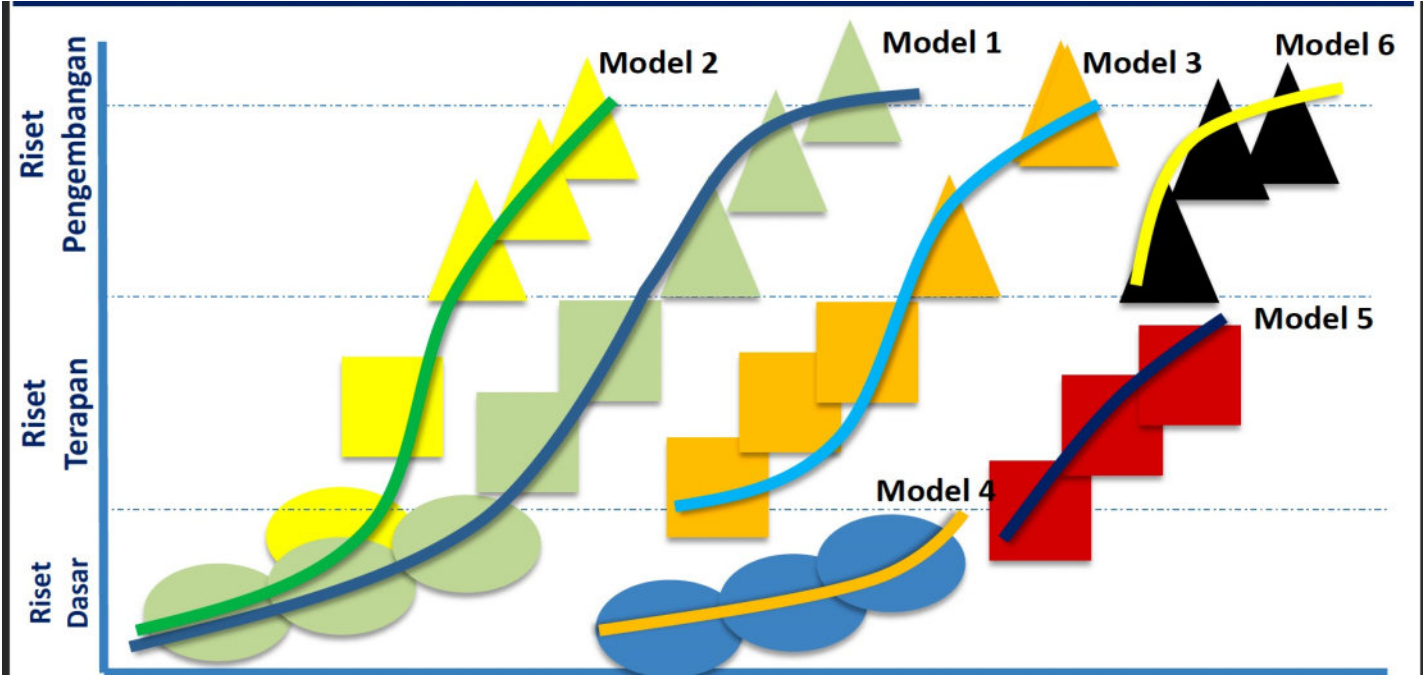 Riset
Pengembangan
Riset
Terapan
Riset
Dasar
Model 2
Model 1
Model 3
Model 6
Model 5
Model 4